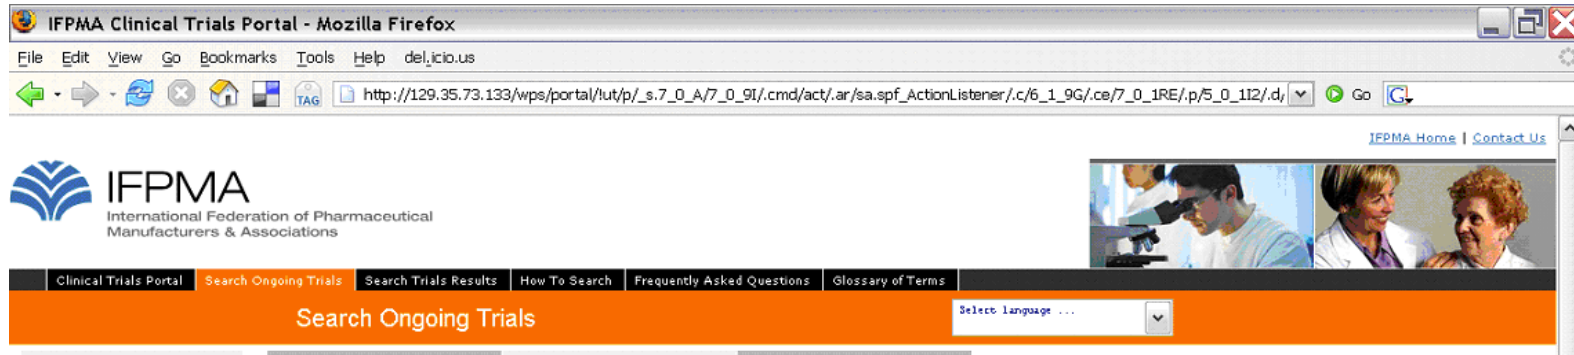 IFPMA Clinical Trials Portal - Mozilla Firefox
File Edit View Go Bookmarks Tools Help del.icio.us
TAG http://129.35.73.133/wps/portal/!ut/p/_s.7_0_A/7_0_9I/.cmd/act/.ar/sa.spf_ActionListener/.c/6_1_9G/.ce/7_0_1RE/.p/5_0_1I2/.d/ Go G
IFPMA Home | Contact Us
IFPMA
International Federation of Pharmaceutical
Manufacturers & Associations
Clinical Trials Portal Search Ongoing Trials Search Trials Results How To Search Frequently Asked Questions Glossary of Terms
Search Ongoing Trials Select language ...